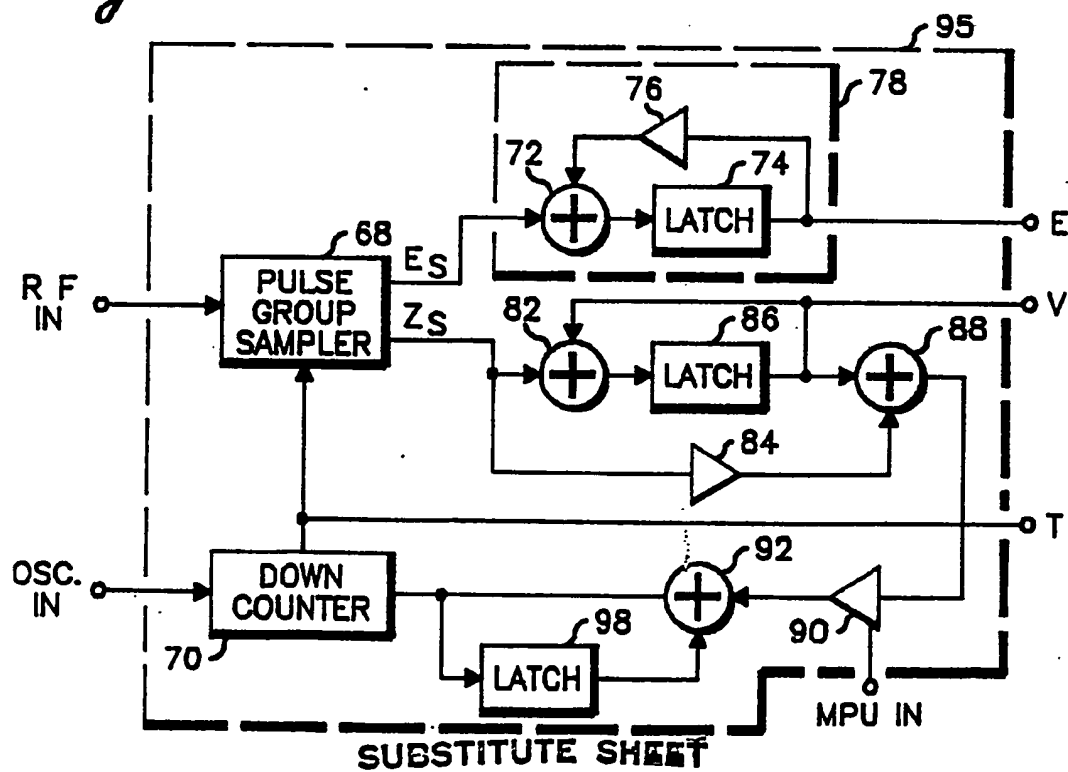 95
78
76
72
74
LATCH
E
68
PULSE
GROUP
SAMPLER
ES
ZS
R F
IN
82
86
LATCH
88
V
84
T
OSC.
IN
DOWN
COUNTER
70
92
90
98
LATCH
MPU IN
SUBSTITUTE SHEET